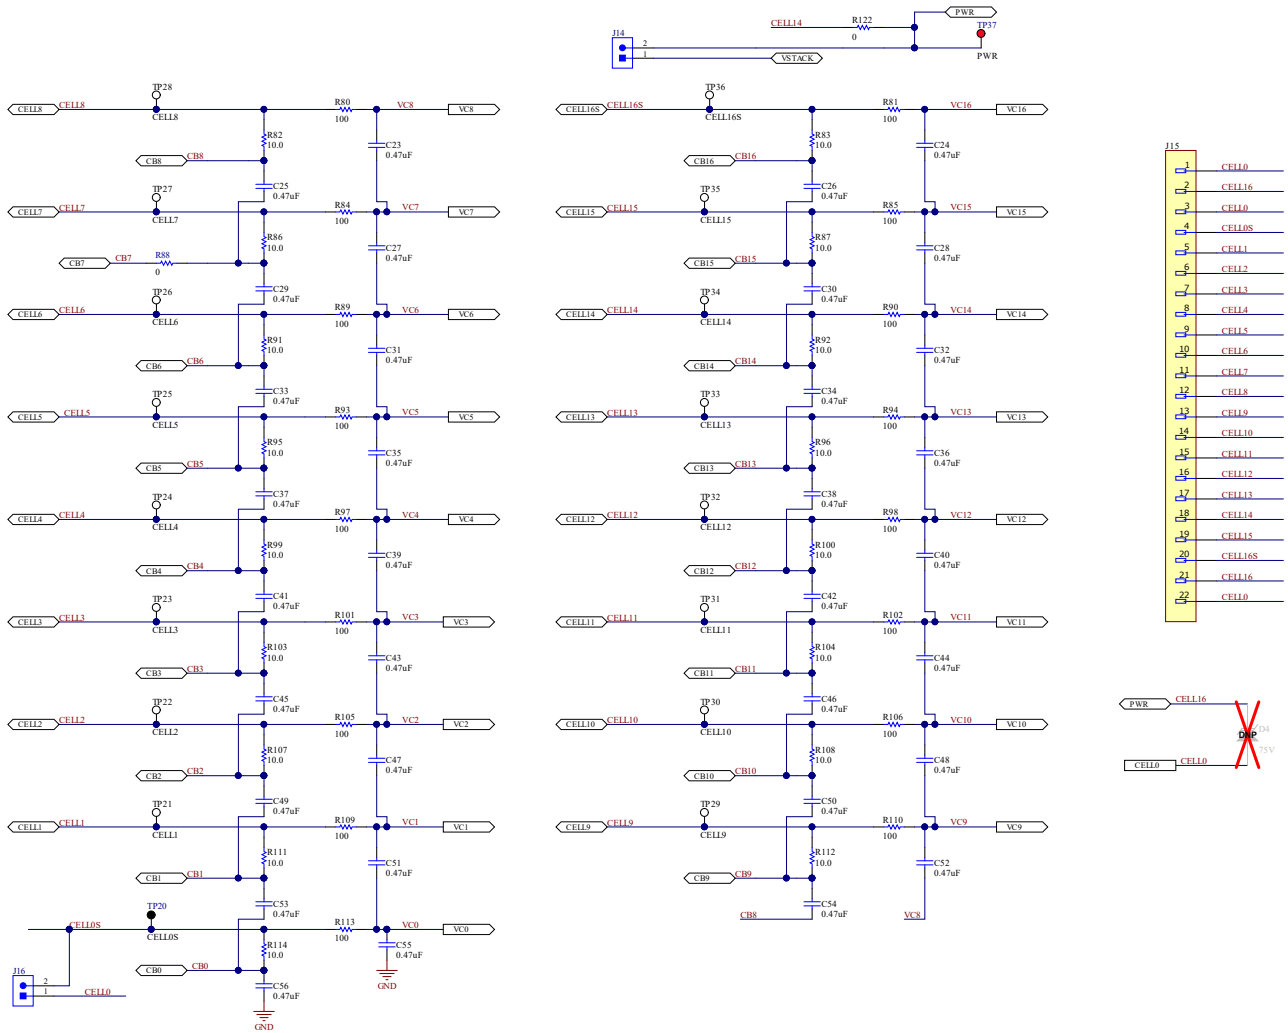 CELL14 R122 PWR
0 TP37
J14
2
1
VSTACK PWR
TP28
CELL8 CELL8 R80 VC8 VC8
CELL8 100
R82
10.0
C23
0.47uF
CB8 CB8
C25
0.47uF
TP27
CELL7 CELL7 R84 VC7 VC7
CELL7 100
R86
10.0
C27
0.47uF
CB7 CB7 R88
0
C29
0.47uF
TP26
CELL6 CELL6 R89 VC6 VC6
CELL6 100
R91
10.0
C31
0.47uF
CB6 CB6
C33
0.47uF
TP25
CELL5 CELL5 R93 VC5 VC5
CELL5 100
R95
10.0
C35
0.47uF
CB5 CB5
C37
0.47uF
TP24
CELL4 CELL4 R97 VC4 VC4
CELL4 100
R99
10.0
C39
0.47uF
CB4 CB4
C41
0.47uF
TP23
CELL3 CELL3 R101 VC3 VC3
CELL3 100
R103
10.0
C43
0.47uF
CB3 CB3
C45
0.47uF
TP22
CELL2 CELL2 R105 VC2 VC2
CELL2 100
R107
10.0
C47
0.47uF
CB2 CB2
C49
0.47uF
TP21
CELL1 CELL1 R109 VC1 VC1
CELL1 100
R111
10.0
C51
0.47uF
CB1 CB1
C53
0.47uF
TP20
CELL0S R113 VC0 VC0
CELL0S 100
R114
10.0
C55
0.47uF
GND
CB0 CB0
C56
0.47uF
GND
J16
2
1 CELL0
TP36
CELL16S CELL16S R81 VC16 VC16
CELL16S 100
R83
10.0
C24
0.47uF
CB16 CB16
C26
0.47uF
TP35
CELL15 CELL15 R85 VC15 VC15
CELL15 100
R87
10.0
C28
0.47uF
CB15 CB15
C30
0.47uF
TP34
CELL14 CELL14 R90 VC14 VC14
CELL14 100
R92
10.0
C32
0.47uF
CB14 CB14
C34
0.47uF
TP33
CELL13 CELL13 R94 VC13 VC13
CELL13 100
R96
10.0
C36
0.47uF
CB13 CB13
C38
0.47uF
TP32
CELL12 CELL12 R98 VC12 VC12
CELL12 100
R100
10.0
C40
0.47uF
CB12 CB12
C42
0.47uF
TP31
CELL11 CELL11 R102 VC11 VC11
CELL11 100
R104
10.0
C44
0.47uF
CB11 CB11
C46
0.47uF
TP30
CELL10 CELL10 R106 VC10 VC10
CELL10 100
R108
10.0
C48
0.47uF
CB10 CB10
C50
0.47uF
TP29
CELL9 CELL9 R110 VC9 VC9
CELL9 100
R112
10.0
C52
0.47uF
CB9 CB9
C54
0.47uF
CB8 VC8
J15
1 CELL0
2 CELL16
3 CELL0
4 CELL0S
5 CELL1
6 CELL2
7 CELL3
8 CELL4
9 CELL5
10 CELL6
11 CELL7
12 CELL8
13 CELL9
14 CELL10
15 CELL11
16 CELL12
17 CELL13
18 CELL14
19 CELL15
20 CELL16S
21 CELL16
22 CELL0
PWR CELL16
DNP D4
75V
CELL0 CELL0